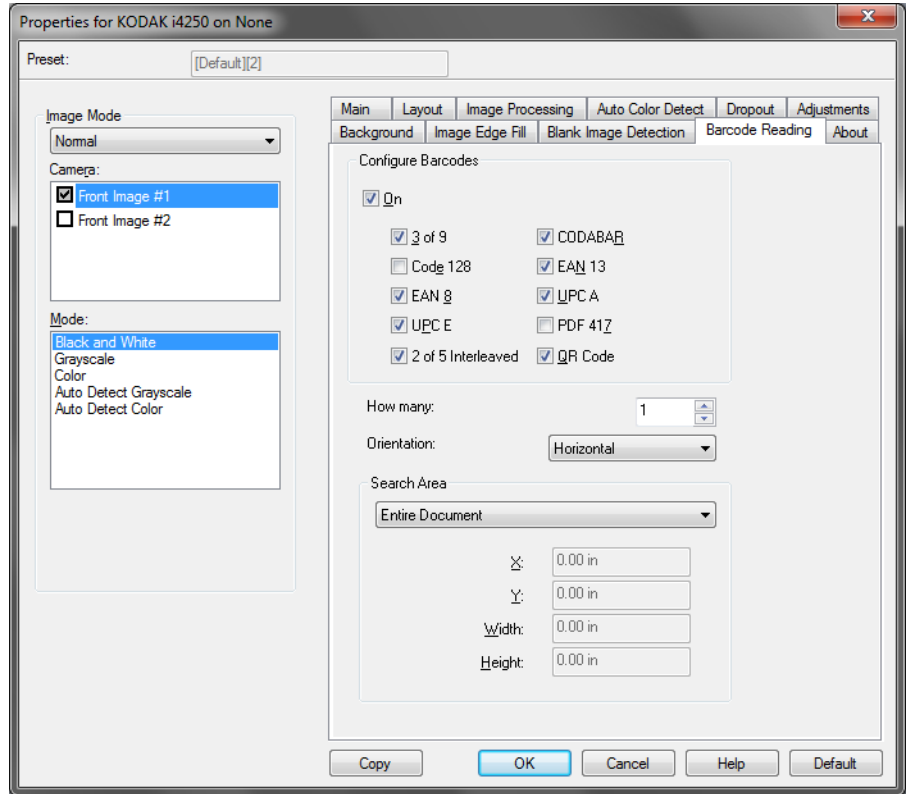 Properties for KODAK i4250 on None
Preset:
[Default][2]
Image Mode
Normal
Camera:
Front Image #1
Front Image #2
Mode:
Black and White
Grayscale
Color
Auto Detect Grayscale
Auto Detect Color
Main Layout Image Processing Auto Color Detect Dropout Adjustments
Background Image Edge Fill Blank Image Detection Barcode Reading About
Configure Barcodes
On
3 of 9 CODABAR
Code 128 EAN 13
EAN 8 UPC A
UPC E PDF 417
2 of 5 Interleaved QR Code
How many: 1
Orientation: Horizontal
Search Area
Entire Document
X: 0.00 in
Y: 0.00 in
Width: 0.00 in
Height: 0.00 in
Copy OK Cancel Help Default